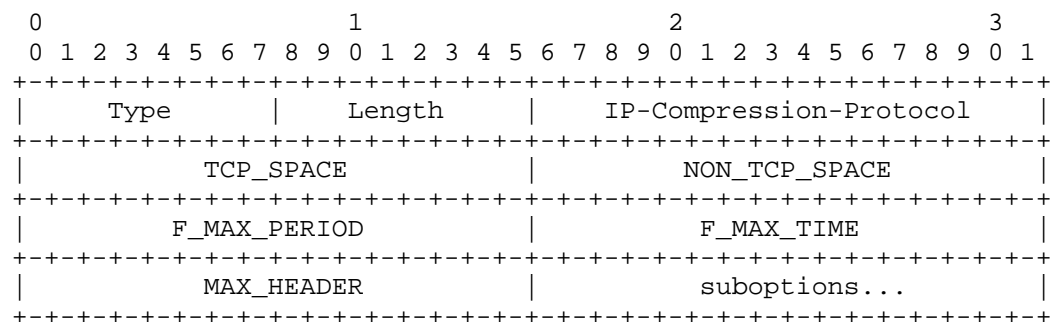 0                   1                   2                   3
 0 1 2 3 4 5 6 7 8 9 0 1 2 3 4 5 6 7 8 9 0 1 2 3 4 5 6 7 8 9 0 1
+-+-+-+-+-+-+-+-+-+-+-+-+-+-+-+-+-+-+-+-+-+-+-+-+-+-+-+-+-+-+-+-+
|     Type      |    Length     |    IP-Compression-Protocol    |
+-+-+-+-+-+-+-+-+-+-+-+-+-+-+-+-+-+-+-+-+-+-+-+-+-+-+-+-+-+-+-+-+
|           TCP_SPACE           |         NON_TCP_SPACE         |
+-+-+-+-+-+-+-+-+-+-+-+-+-+-+-+-+-+-+-+-+-+-+-+-+-+-+-+-+-+-+-+-+
|         F_MAX_PERIOD          |          F_MAX_TIME           |
+-+-+-+-+-+-+-+-+-+-+-+-+-+-+-+-+-+-+-+-+-+-+-+-+-+-+-+-+-+-+-+-+
|           MAX_HEADER          |          suboptions...        |
+-+-+-+-+-+-+-+-+-+-+-+-+-+-+-+-+-+-+-+-+-+-+-+-+-+-+-+-+-+-+-+-+